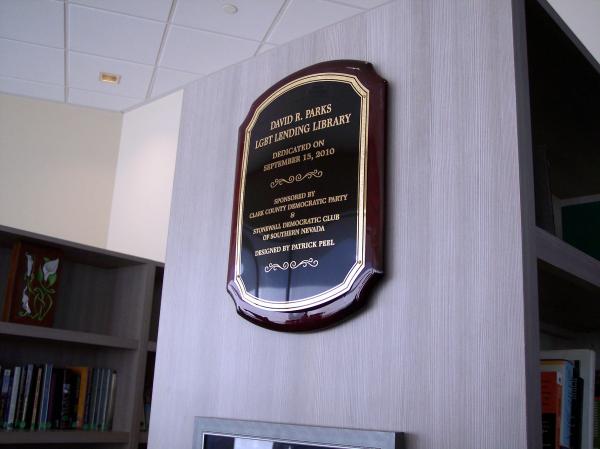 DAVID R. PARKS
LGBT LENDING LIBRARY
DEDICATED ON
SEPTEMBER 13, 2010
SPONSORED BY
CLARK COUNTY DEMOCRATIC PARTY
&
STONEWALL DEMOCRATIC CLUB
OF SOUTHERN NEVADA
DESIGNED BY PATRICK PEEL